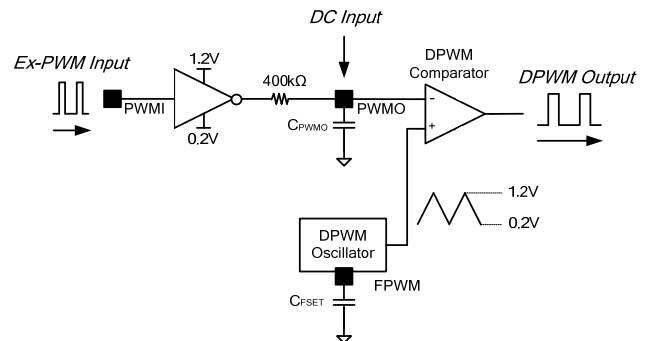 DC Input
Ex-PWM Input
1.2V
400kΩ
DPWM
Comparator
DPWM Output
PWMI
PWMO
-
+
CPWMO
0.2V
1.2V
0.2V
DPWM
Oscillator
FPWM
CFSET